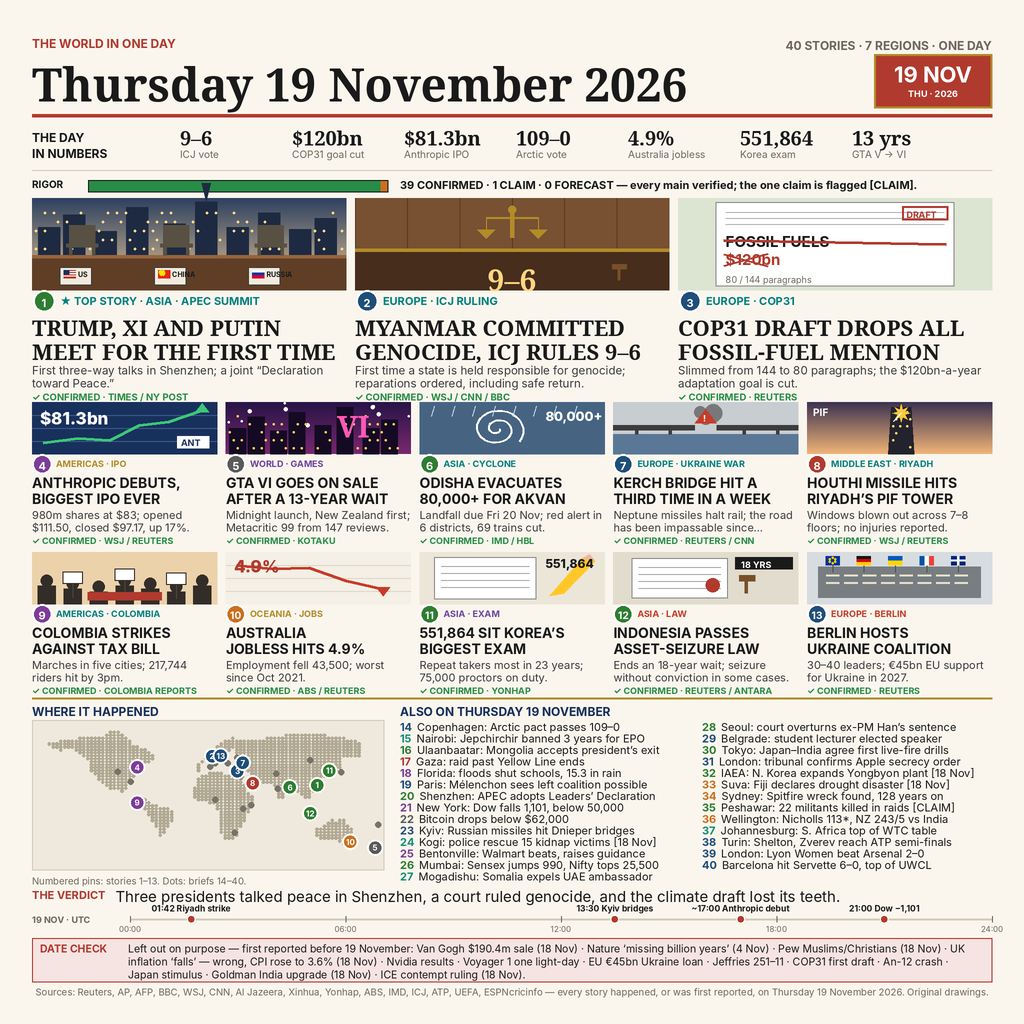 THE WORLD IN ONE DAY
40 STORIES · 7 REGIONS · ONE DAY
Thursday 19 November 2026
19 NOV
THU · 2026
THE DAY
IN NUMBERS
9–6
ICJ vote
$120bn
COP31 goal cut
$81.3bn
Anthropic IPO
109–0
Arctic vote
4.9%
Australia jobless
551,864
Korea exam
13 yrs
GTA V → VI
RIGOR
39 CONFIRMED · 1 CLAIM · 0 FORECAST — every main verified; the one claim is flagged [CLAIM].
US
CHINA
RUSSIA
1 ★ TOP STORY · ASIA · APEC SUMMIT
TRUMP, XI AND PUTIN
MEET FOR THE FIRST TIME
First three-way talks in Shenzhen; a joint “Declaration
toward Peace.”
✓ CONFIRMED · TIMES / NY POST
9–6
2 EUROPE · ICJ RULING
MYANMAR COMMITTED
GENOCIDE, ICJ RULES 9–6
First time a state is held responsible for genocide;
reparations ordered, including safe return.
✓ CONFIRMED · WSJ / CNN / BBC
DRAFT
FOSSIL FUELS
$120bn
80 / 144 paragraphs
3 EUROPE · COP31
COP31 DRAFT DROPS ALL
FOSSIL-FUEL MENTION
Slimmed from 144 to 80 paragraphs; the $120bn-a-year
adaptation goal is cut.
✓ CONFIRMED · REUTERS
$81.3bn
ANT
4 AMERICAS · IPO
ANTHROPIC DEBUTS,
BIGGEST IPO EVER
980m shares at $83; opened
$111.50, closed $97.17, up 17%.
✓ CONFIRMED · WSJ / REUTERS
VI
5 WORLD · GAMES
GTA VI GOES ON SALE
AFTER A 13-YEAR WAIT
Midnight launch, New Zealand first;
Metacritic 99 from 147 reviews.
✓ CONFIRMED · KOTAKU
80,000+
6 ASIA · CYCLONE
ODISHA EVACUATES
80,000+ FOR AKVAN
Landfall due Fri 20 Nov; red alert in
6 districts, 69 trains cut.
✓ CONFIRMED · IMD / HBL
!
7 EUROPE · UKRAINE WAR
KERCH BRIDGE HIT A
THIRD TIME IN A WEEK
Neptune missiles halt rail; the road
has been impassable since…
✓ CONFIRMED · REUTERS / CNN
PIF
8 MIDDLE EAST · RIYADH
HOUTHI MISSILE HITS
RIYADH’S PIF TOWER
Windows blown out across 7–8
floors; no injuries reported.
✓ CONFIRMED · WSJ / REUTERS
9 AMERICAS · COLOMBIA
COLOMBIA STRIKES
AGAINST TAX BILL
Marches in five cities; 217,744
riders hit by 3pm.
✓ CONFIRMED · COLOMBIA REPORTS
4.9%
10 OCEANIA · JOBS
AUSTRALIA
JOBLESS HITS 4.9%
Employment fell 43,500; worst
since Oct 2021.
✓ CONFIRMED · ABS / REUTERS
551,864
11 ASIA · EXAM
551,864 SIT KOREA’S
BIGGEST EXAM
Repeat takers most in 23 years;
75,000 proctors on duty.
✓ CONFIRMED · YONHAP
18 YRS
12 ASIA · LAW
INDONESIA PASSES
ASSET-SEIZURE LAW
Ends an 18-year wait; seizure
without conviction in some cases.
✓ CONFIRMED · REUTERS / ANTARA
13 EUROPE · BERLIN
BERLIN HOSTS
UKRAINE COALITION
30–40 leaders; €45bn EU support
for Ukraine in 2027.
✓ CONFIRMED · REUTERS
WHERE IT HAPPENED
2 13 7 3 4 8 6 1 11 9 12 10 5
Numbered pins: stories 1–13. Dots: briefs 14–40.
ALSO ON THURSDAY 19 NOVEMBER
14 Copenhagen: Arctic pact passes 109–0
15 Nairobi: Jepchirchir banned 3 years for EPO
16 Ulaanbaatar: Mongolia accepts president’s exit
17 Gaza: raid past Yellow Line ends
18 Florida: floods shut schools, 15.3 in rain
19 Paris: Mélenchon sees left coalition possible
20 Shenzhen: APEC adopts Leaders’ Declaration
21 New York: Dow falls 1,101, below 50,000
22 Bitcoin drops below $62,000
23 Kyiv: Russian missiles hit Dnieper bridges
24 Kogi: police rescue 15 kidnap victims [18 Nov]
25 Bentonville: Walmart beats, raises guidance
26 Mumbai: Sensex jumps 990, Nifty tops 25,500
27 Mogadishu: Somalia expels UAE ambassador
28 Seoul: court overturns ex-PM Han’s sentence
29 Belgrade: student lecturer elected speaker
30 Tokyo: Japan–India agree first live-fire drills
31 London: tribunal confirms Apple secrecy order
32 IAEA: N. Korea expands Yongbyon plant [18 Nov]
33 Suva: Fiji declares drought disaster [18 Nov]
34 Sydney: Spitfire wreck found, 128 years on
35 Peshawar: 22 militants killed in raids [CLAIM]
36 Wellington: Nicholls 113*, NZ 243/5 vs India
37 Johannesburg: S. Africa top of WTC table
38 Turin: Shelton, Zverev reach ATP semi-finals
39 London: Lyon Women beat Arsenal 2–0
40 Barcelona hit Servette 6–0, top of UWCL
THE VERDICT Three presidents talked peace in Shenzhen, a court ruled genocide, and the climate draft lost its teeth.
01:42 Riyadh strike
13:30 Kyiv bridges
~17:00 Anthropic debut
21:00 Dow −1,101
19 NOV · UTC
00:00
06:00
12:00
18:00
24:00
DATE CHECK
Left out on purpose — first reported before 19 November: Van Gogh $190.4m sale (18 Nov) · Nature ‘missing billion years’ (4 Nov) · Pew Muslims/Christians (18 Nov) · UK
inflation ‘falls’ — wrong, CPI rose to 3.6% (18 Nov) · Nvidia results · Voyager 1 one light-day · EU €45bn Ukraine loan · Jeffries 251–11 · COP31 first draft · An-12 crash ·
Japan stimulus · Goldman India upgrade (18 Nov) · ICE contempt ruling (18 Nov).
Sources: Reuters, AP, AFP, BBC, WSJ, CNN, Al Jazeera, Xinhua, Yonhap, ABS, IMD, ICJ, ATP, UEFA, ESPNcricinfo — every story happened, or was first reported, on Thursday 19 November 2026. Original drawings.